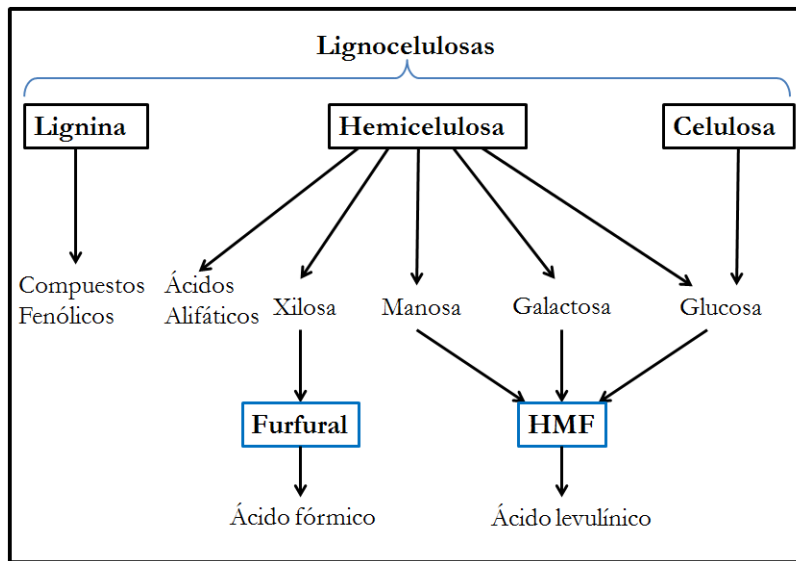 Lignocelulosas
Lignina
Hemicelulosa
Celulosa
Compuestos
Fenólicos
Ácidos
Alifáticos
Xilosa
Manosa
Galactosa
Glucosa
Furfural
HMF
Ácido fórmico
Ácido levulínico